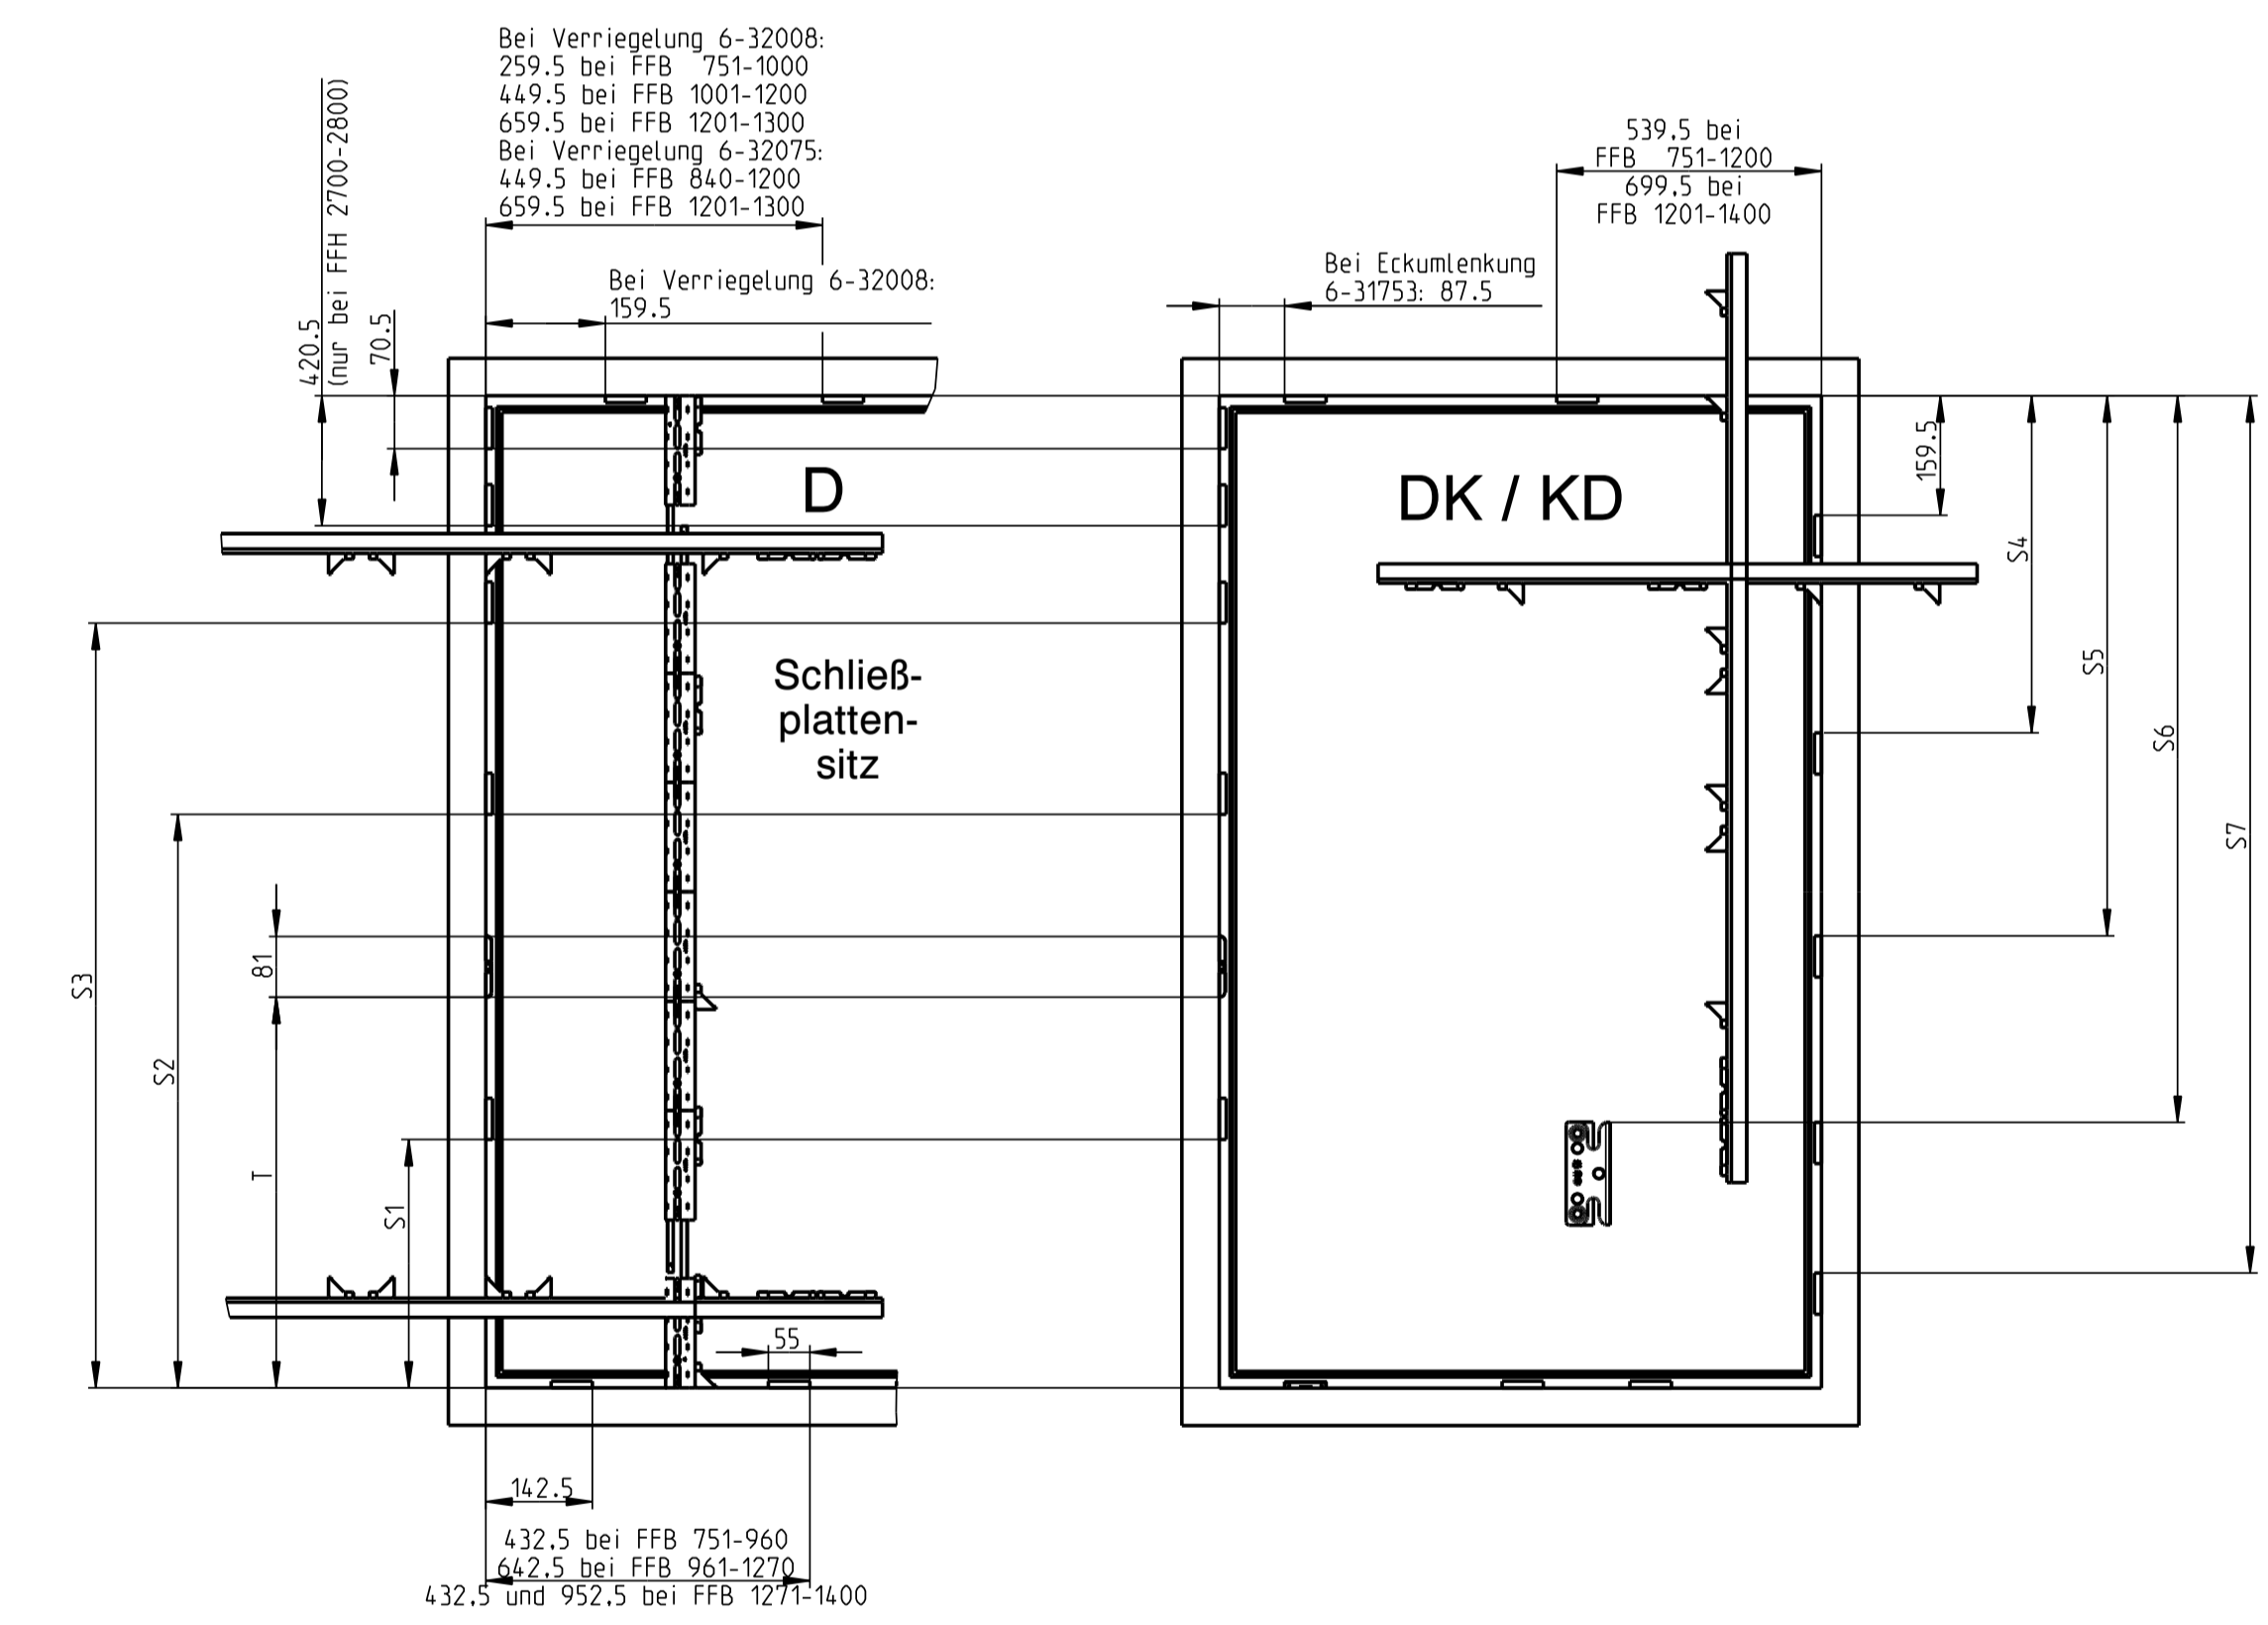 Bei Verriegelung 6-32008:
259.5 bei FFB 751-1000
449.5 bei FFB 1001-1200
659.5 bei FFB 1201-1300
Bei Verriegelung 6-32075:
449.5 bei FFB 840-1200
659.5 bei FFB 1201-1300
Bei Verriegelung 6-32008:
159.5
420.5
(nur bei FFH 2700-2800)
70.5
539,5 bei
FFB 751-1200
699,5 bei
FFB 1201-1400
Bei Eckumlenkung
6-31753: 87.5
D
DK / KD
159.5
S4
S5
S6
S7
Schließ-
platten-
sitz
S3
S2
81
T
S1
55
142.5
432,5 bei FFB 751-960
642,5 bei FFB 961-1270
432,5 und 952,5 bei FFB 1271-1400